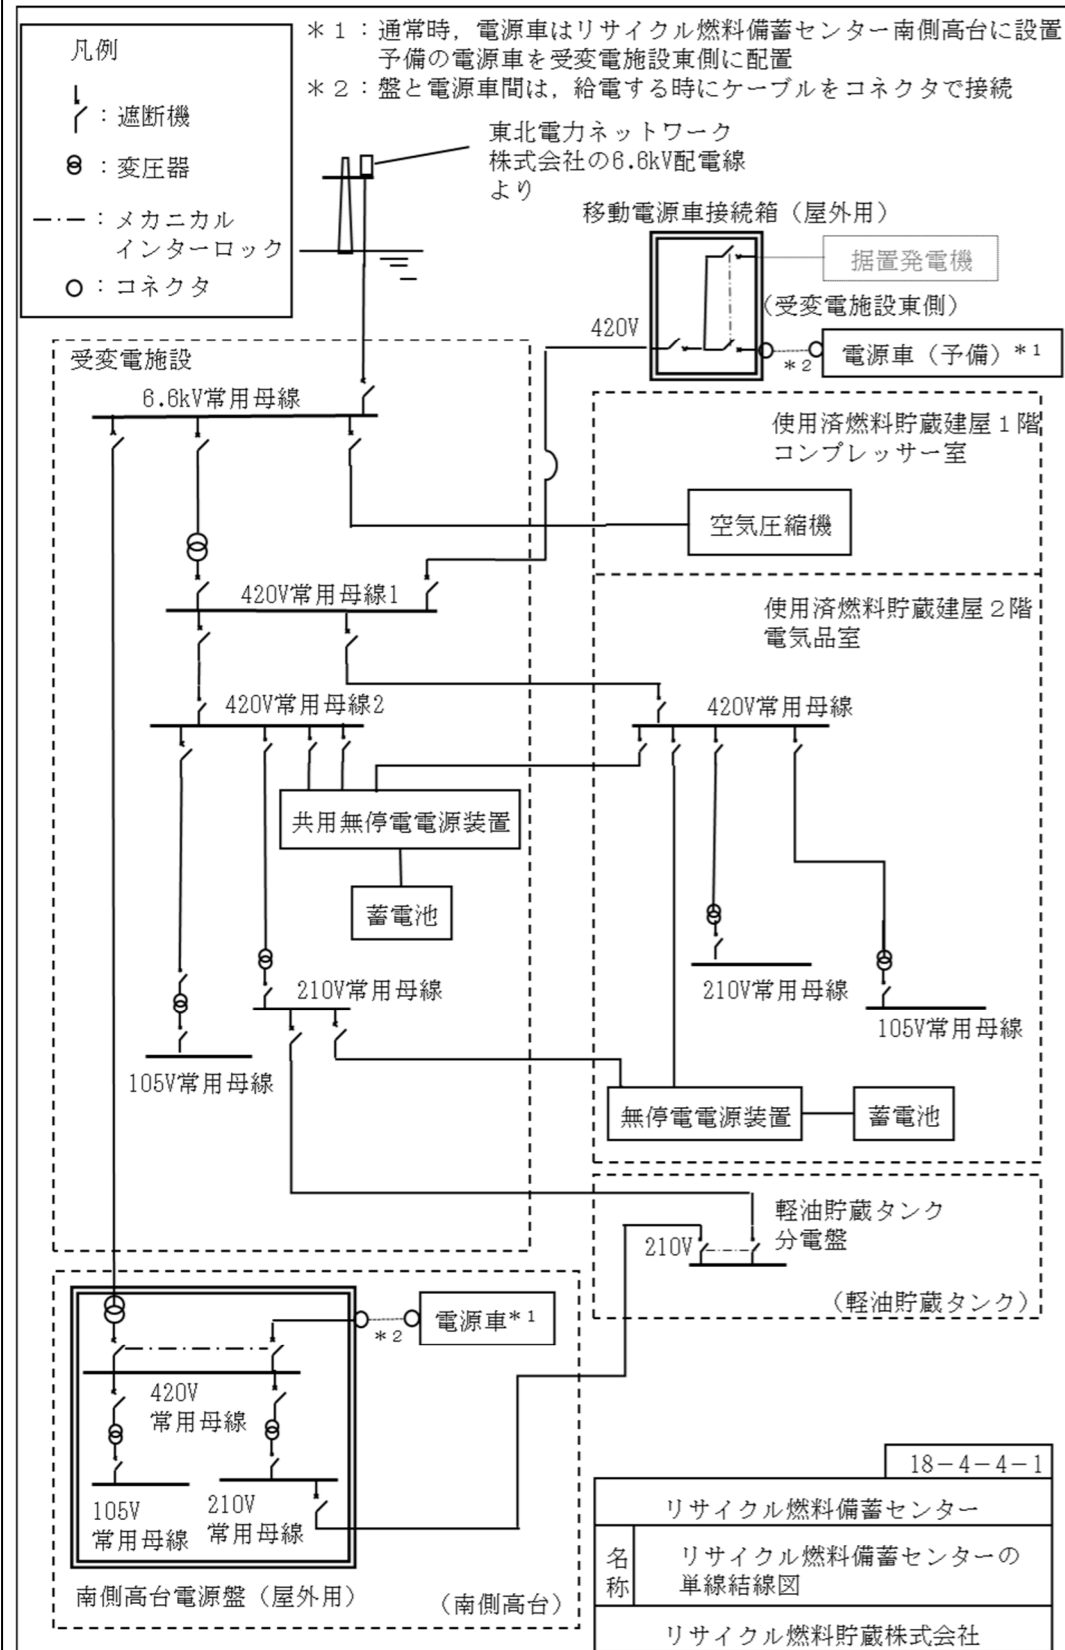 凡例
：遮断機
：変圧器
：メカニカル
インターロック
：コネクタ
＊1：通常時，電源車はリサイクル燃料備蓄センター南側高台に設置
予備の電源車を受変電施設東側に配置
＊2：盤と電源車間は，給電する時にケーブルをコネクタで接続
東北電力ネットワーク
株式会社の6.6kV配電線
より
移動電源車接続箱（屋外用）
据置発電機
（受変電施設東側）
420V
＊2
電源車（予備）＊1
受変電施設
6.6kV常用母線
使用済燃料貯蔵建屋１階
コンプレッサー室
空気圧縮機
420V常用母線1
使用済燃料貯蔵建屋２階
電気品室
420V常用母線2
420V常用母線
共用無停電電源装置
蓄電池
210V常用母線
105V常用母線
210V常用母線
105V常用母線
無停電電源装置
蓄電池
軽油貯蔵タンク
分電盤
210V
（軽油貯蔵タンク）
電源車＊1
＊2
420V
常用母線
105V
常用母線
210V
常用母線
南側高台電源盤（屋外用）
（南側高台）
18－4－4－1
リサイクル燃料備蓄センター
名称
リサイクル燃料備蓄センターの
単線結線図
リサイクル燃料貯蔵株式会社